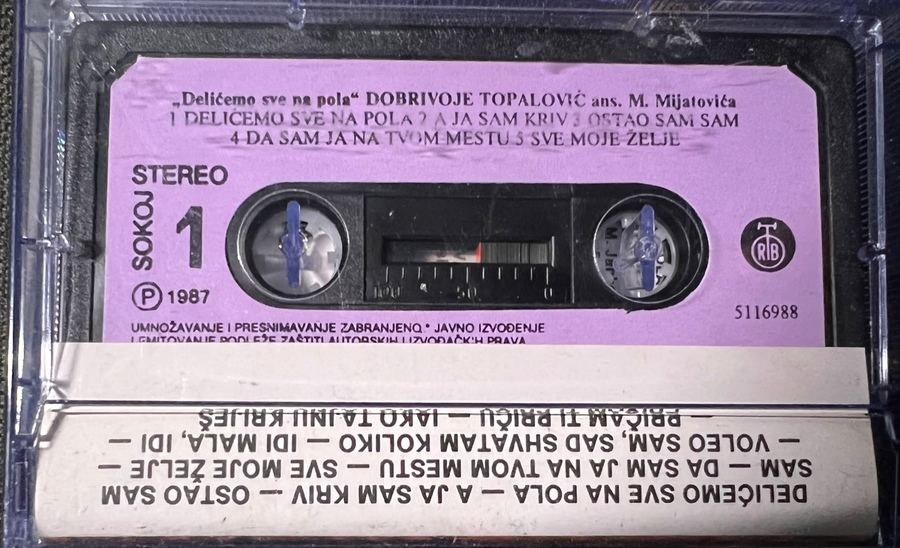 „Delićemo sve na pola“ DOBRIVOJE TOPALOVIĆ ans. M. Mijatovića
1 DELIĆEMO SVE NA POLA 2 A JA SAM KRIV 3 OSTAO SAM SAM
4 DA SAM JA NA TVOM MESTU 5 SVE MOJE ŽELJE
STEREO
SOKOJ
1
P 1987
RTB
5116988
100 50 0
UMNOŽAVANJE I PRESNIMAVANJE ZABRANJENO * JAVNO IZVOĐENJE
I EMITOVANJE PODLEŽE ZAŠTITI AUTORSKIH I IZVOĐAČKIH PRAVA
DELIĆEMO SVE NA POLA — A JA SAM KRIV — OSTAO SAM
SAM — DA SAM JA NA TVOM MESTU — SVE MOJE ŽELJE —
— VOLEO SAM, SAD SHVATAM KOLIKO — IDI MALA, IDI —
PRIČAM TI PRIČU — IAKO TAJNU KRIJEŠ —